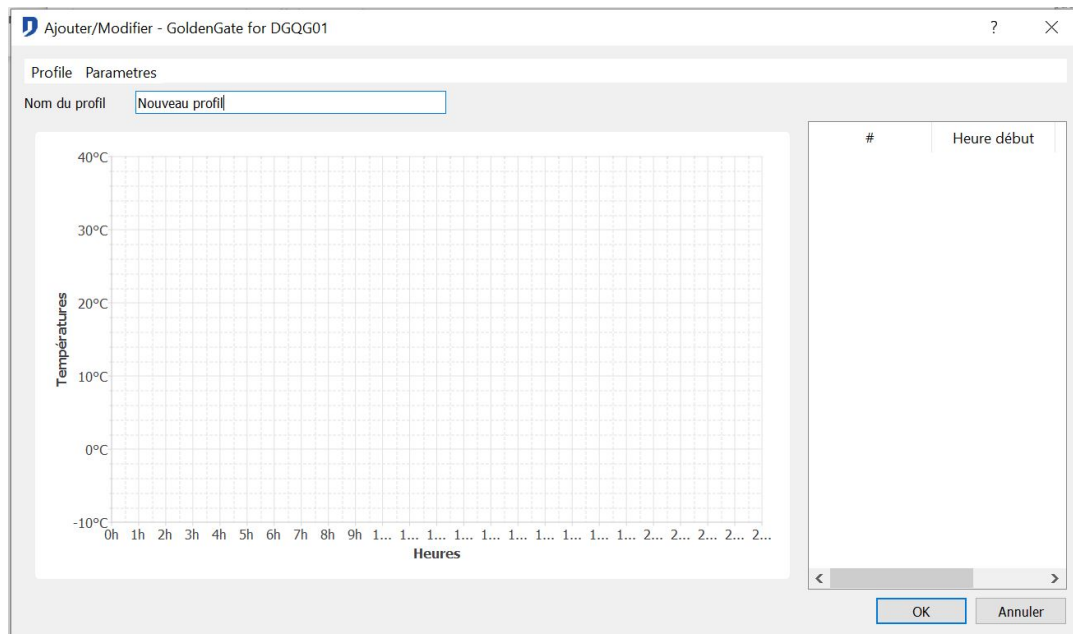 Ajouter/Modifier - GoldenGate for DGQG01
? ×
Profile Parametres
Nom du profil Nouveau profil
# Heure début
40°C
30°C
20°C
10°C
0°C
-10°C
Températures
0h 1h 2h 3h 4h 5h 6h 7h 8h 9h 1... 1... 1... 1... 1... 1... 1... 1... 1... 1... 2... 2... 2... 2... 2...
Heures
< >
OK Annuler